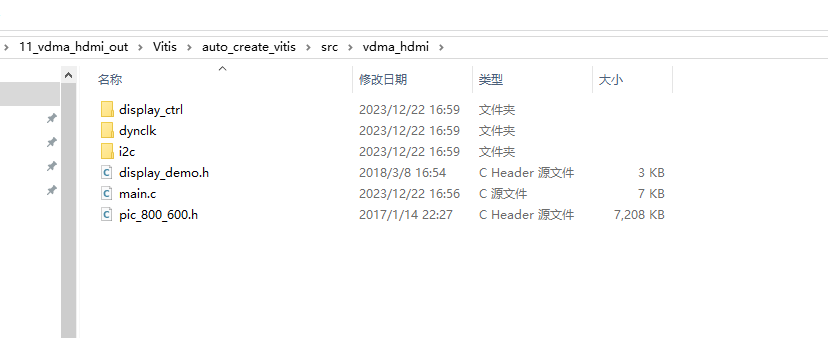 11_vdma_hdmi_out > Vitis > auto_create_vitis > src > vdma_hdmi >
名称 修改日期 类型 大小
display_ctrl 2023/12/22 16:59 文件夹
dynclk 2023/12/22 16:59 文件夹
i2c 2023/12/22 16:59 文件夹
display_demo.h 2018/3/8 16:54 C Header 源文件 3 KB
main.c 2023/12/22 16:56 C 源文件 7 KB
pic_800_600.h 2017/1/14 22:27 C Header 源文件 7,208 KB